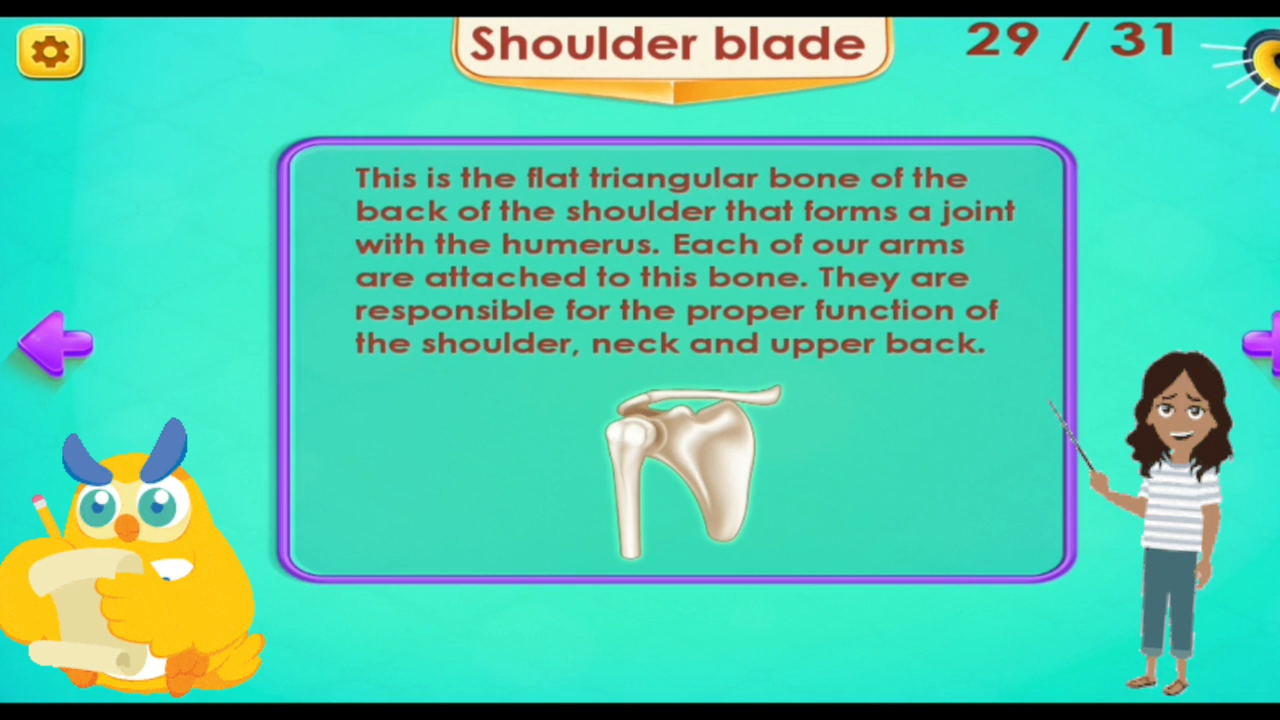 Shoulder blade
29 / 31
This is the flat triangular bone of the
back of the shoulder that forms a joint
with the humerus. Each of our arms
are attached to this bone. They are
responsible for the proper function of
the shoulder, neck and upper back.